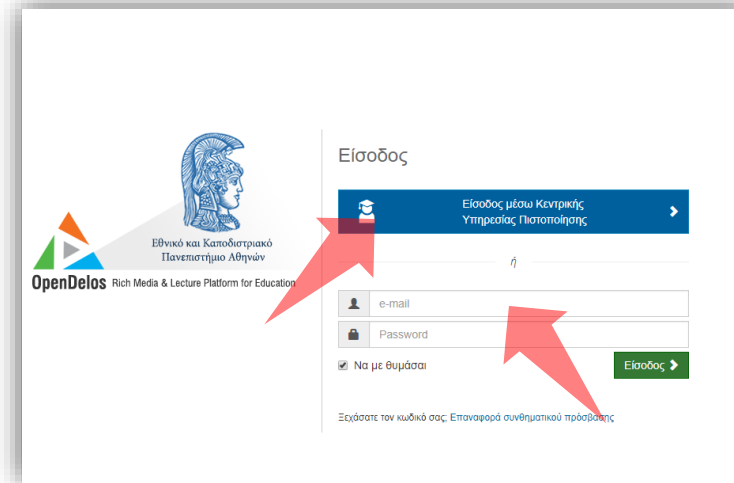 Είσοδος
Είσοδος μέσω Κεντρικής
Υπηρεσίας Πιστοποίησης
Εθνικό και Καποδιστριακό
Πανεπιστήμιο Αθηνών
ή
OpenDelos Rich Media & Lecture Platform for Education
e-mail
Password
Να με θυμάσαι
Είσοδος
Ξεχάσατε τον κωδικό σας; Επαναφορά συνθηματικού πρόσβασης